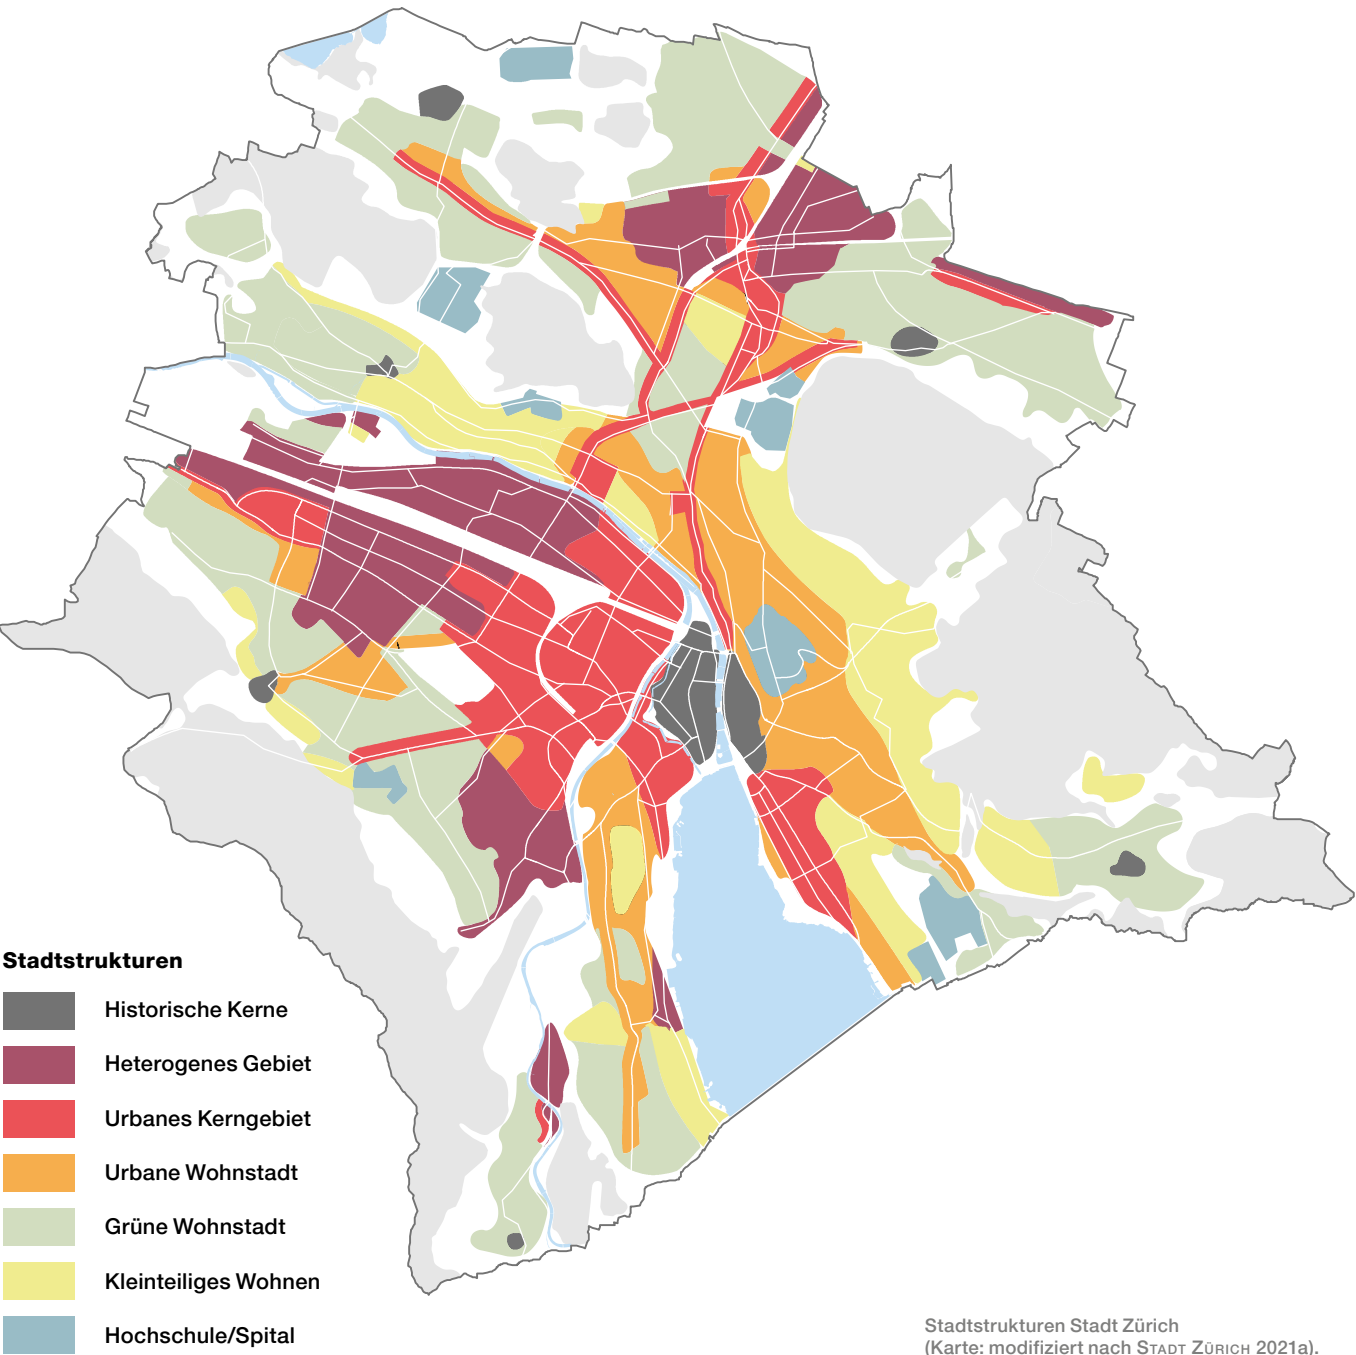 Stadtstrukturen
Historische Kerne
Heterogenes Gebiet
Urbanes Kerngebiet
Urbane Wohnstadt
Grüne Wohnstadt
Kleinteiliges Wohnen
Hochschule/Spital
Stadtstrukturen Stadt Zürich
(Karte: modifiziert nach STADT ZÜRICH 2021a).